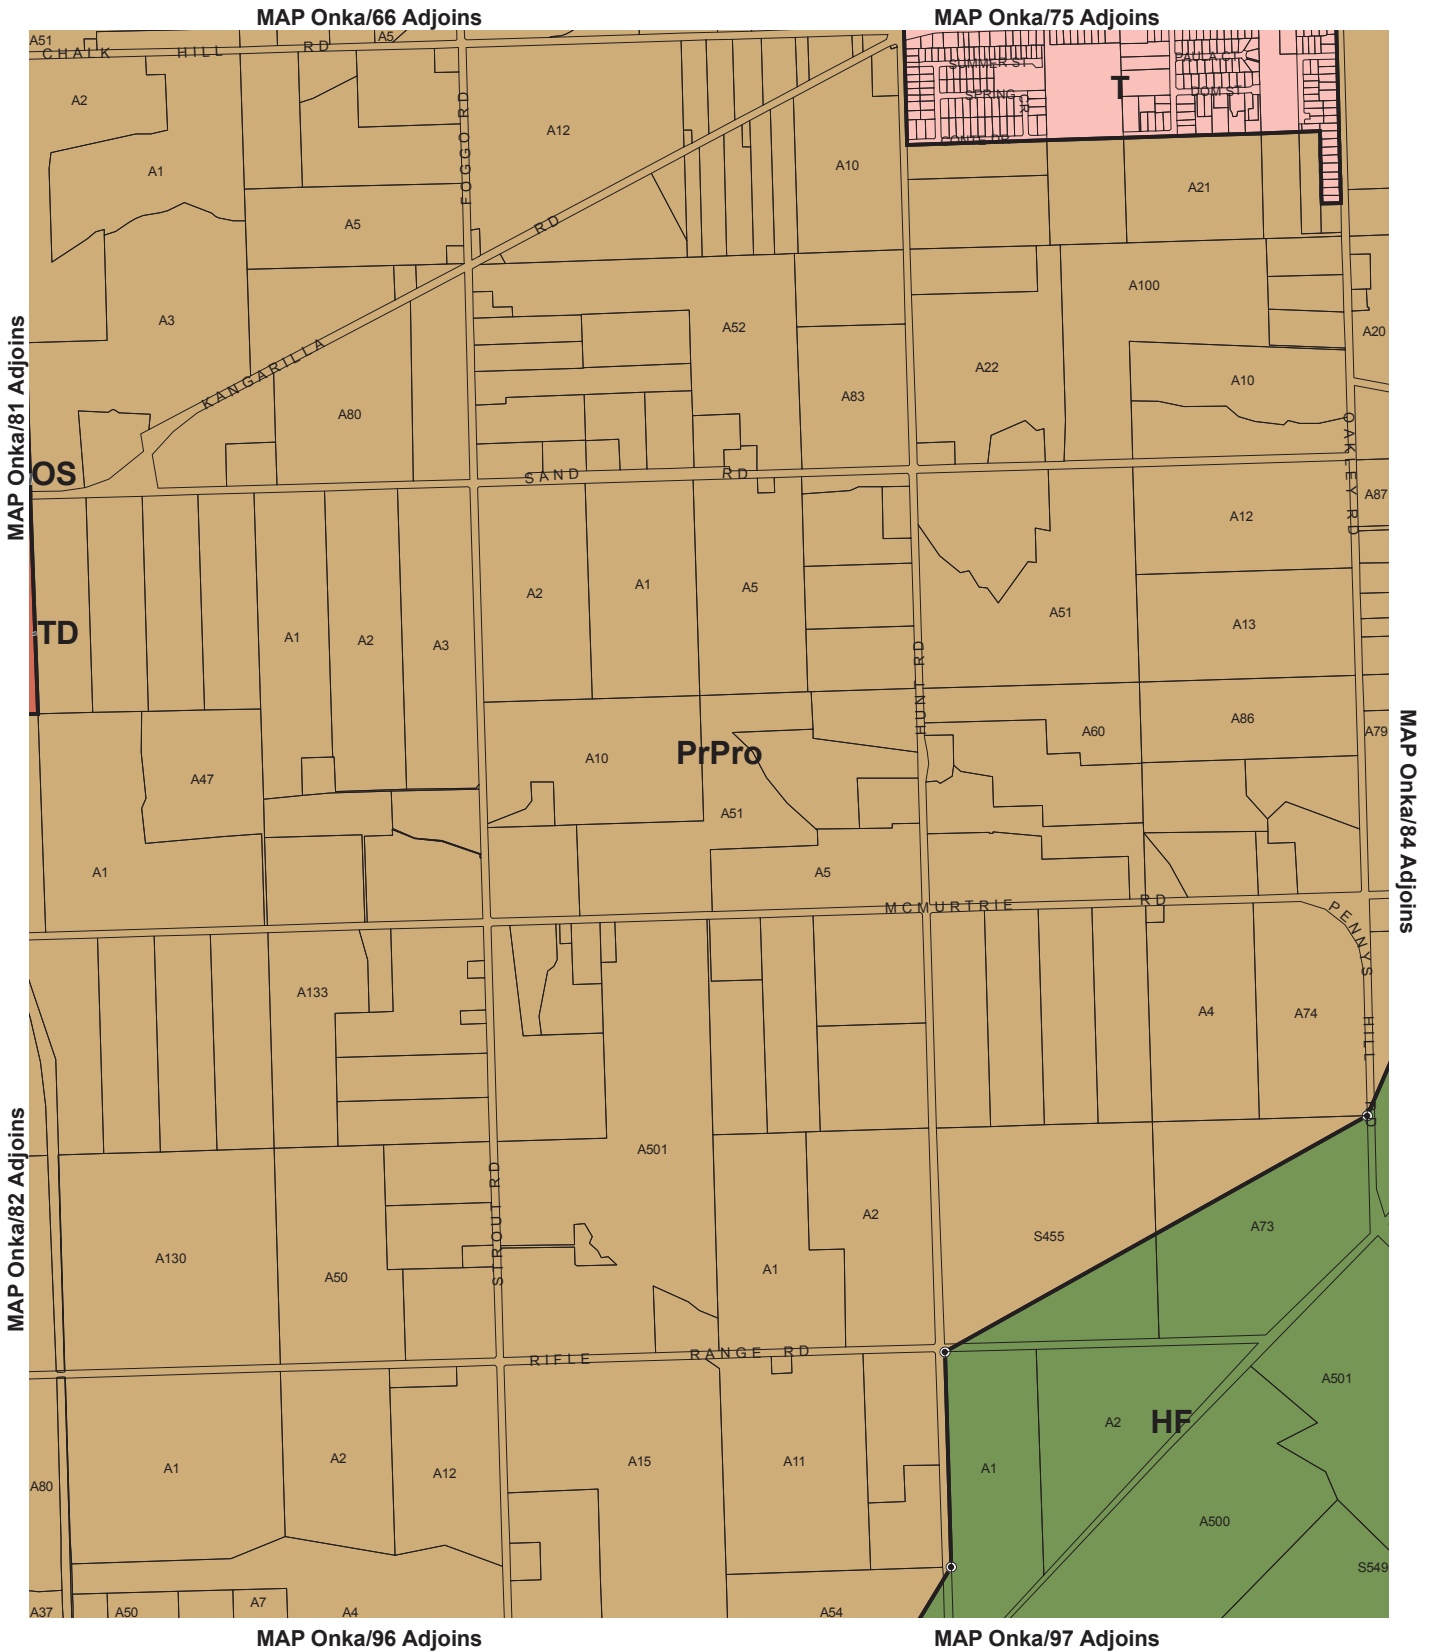 MAP Onka/66 Adjoins
MAP Onka/75 Adjoins
A51
CHALK HILL RD
A5
SUMMER ST
PAULA CT
T
SPRING CR
DOM ST
CONTE DR
A2
A12
FOGGO RD
A1
A10
A21
A5
RD
A100
A3
A52
A20
MAP Onka/81 Adjoins
KANGARILLA
A22
A10
A80
A83
OAKLEY RD
OS
SAND RD
A87
A12
A2
A1
A5
A51
A13
TD
A1
A2
A3
HUNT RD
A86
A60
A79
PrPro
A10
A47
A51
MAP Onka/84 Adjoins
A1
A5
MCMURTRIE RD
PENNYS HILL RD
A133
A4
A74
A501
STROUT RD
A2
A73
S455
MAP Onka/82 Adjoins
A130
A50
A1
RIFLE RANGE RD
A501
A2
HF
A1
A2
A12
A15
A11
A1
A80
A500
S549
A37
A50
A7
A4
A54
MAP Onka/96 Adjoins
MAP Onka/97 Adjoins